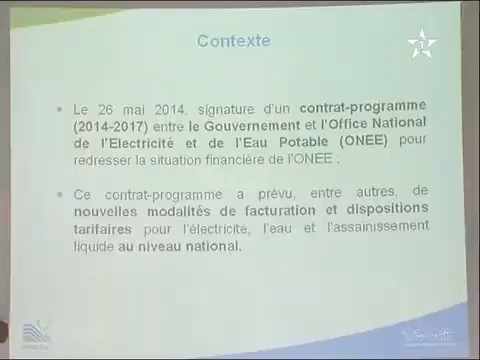 Contexte
Le 26 mai 2014, signature d'un contrat-programme
(2014-2017) entre le Gouvernement et l'Office National
de l'Electricité et de l'Eau Potable (ONEE) pour
redresser la situation financière de l'ONEE ;
Ce contrat-programme a prévu, entre autres, de
nouvelles modalités de facturation et dispositions
tarifaires pour l'électricité, l'eau et l'assainissement
liquide au niveau national.